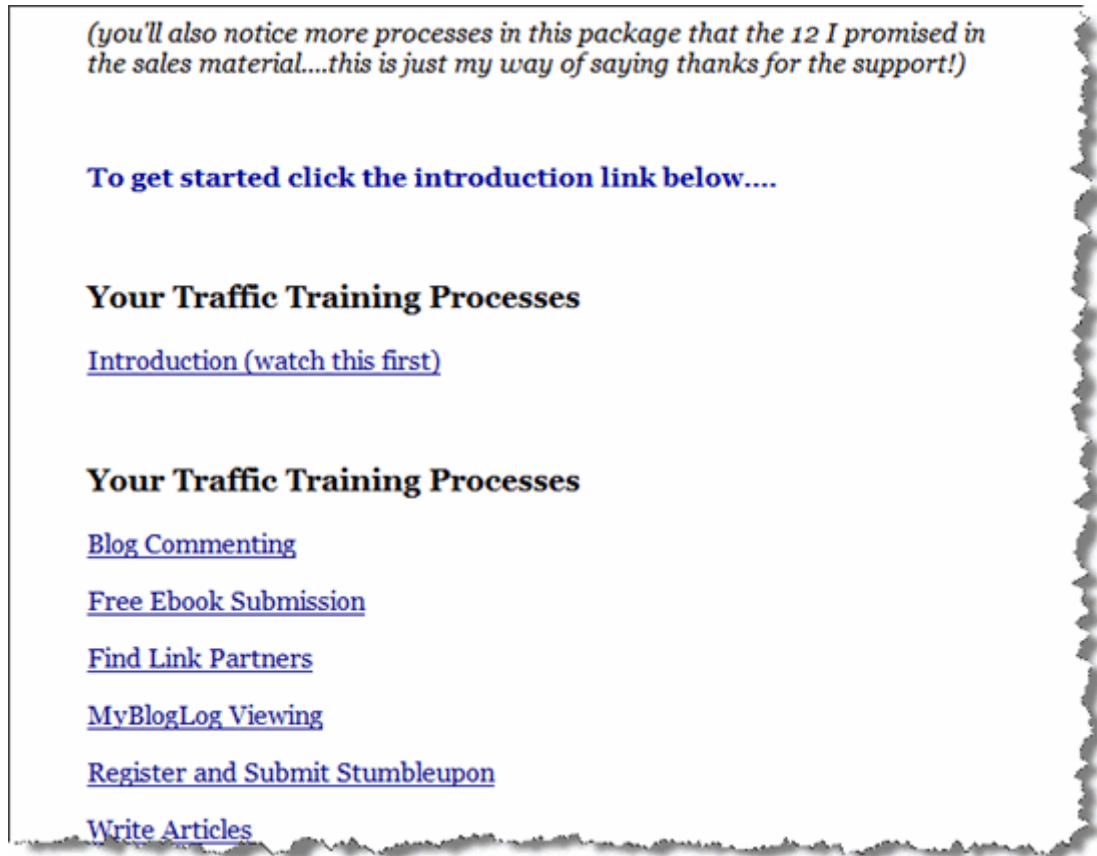 (you'll also notice more processes in this package that the 12 I promised in
the sales material....this is just my way of saying thanks for the support!)
To get started click the introduction link below....
Your Traffic Training Processes
Introduction (watch this first)
Your Traffic Training Processes
Blog Commenting
Free Ebook Submission
Find Link Partners
MyBlogLog Viewing
Register and Submit Stumbleupon
Write Articles